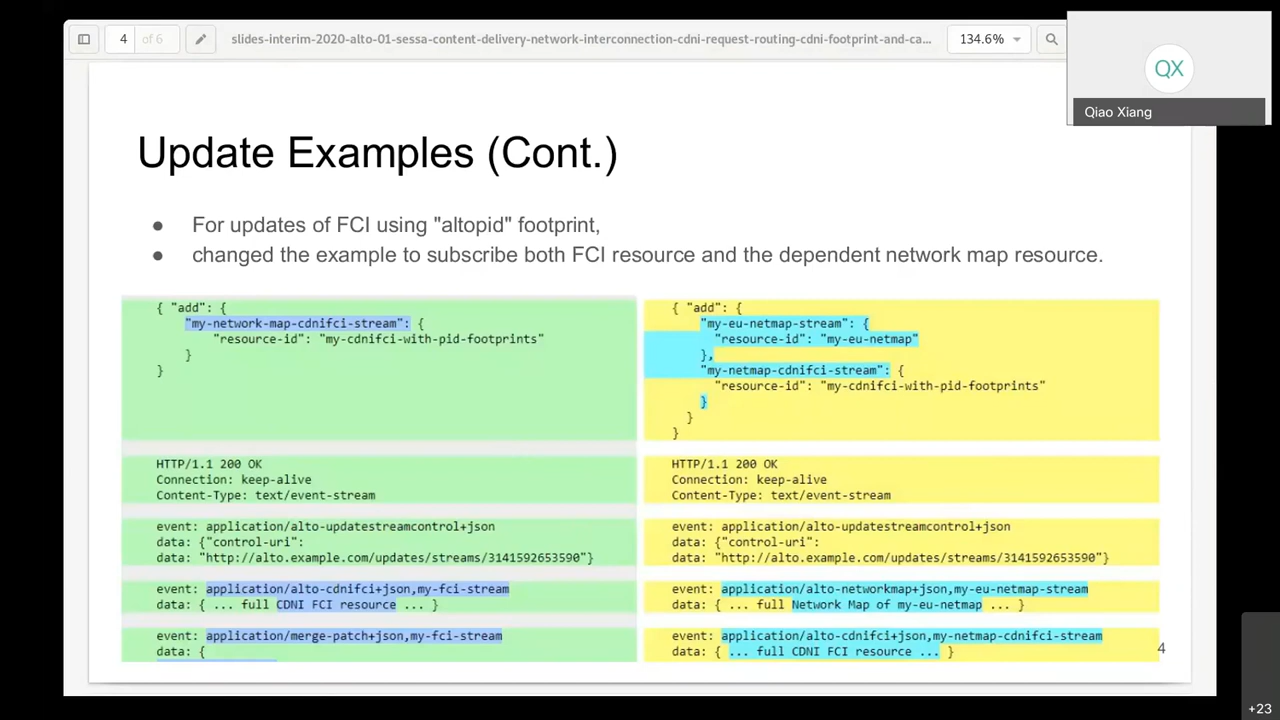 4 of 6
slides-interim-2020-alto-01-sessa-content-delivery-network-interconnection-cdni-request-routing-cdni-footprint-and-ca...
134.6%
QX
Qiao Xiang
Update Examples (Cont.)
● For updates of FCI using "altopid" footprint,
● changed the example to subscribe both FCI resource and the dependent network map resource.
{ "add": {
"my-network-map-cdnifci-stream": {
"resource-id": "my-cdnifci-with-pid-footprints"
}
}
HTTP/1.1 200 OK
Connection: keep-alive
Content-Type: text/event-stream
event: application/alto-updatestreamcontrol+json
data: {"control-uri":
data: "http://alto.example.com/updates/streams/3141592653590"}
event: application/alto-cdnifci+json,my-fci-stream
data: { ... full CDNI FCI resource ... }
event: application/merge-patch+json,my-fci-stream
data: {
{ "add": {
"my-eu-netmap-stream": {
"resource-id": "my-eu-netmap"
},
"my-netmap-cdnifci-stream": {
"resource-id": "my-cdnifci-with-pid-footprints"
}
}
}
HTTP/1.1 200 OK
Connection: keep-alive
Content-Type: text/event-stream
event: application/alto-updatestreamcontrol+json
data: {"control-uri":
data: "http://alto.example.com/updates/streams/3141592653590"}
event: application/alto-networkmap+json,my-eu-netmap-stream
data: { ... full Network Map of my-eu-netmap ... }
event: application/alto-cdnifci+json,my-netmap-cdnifci-stream
data: { ... full CDNI FCI resource ... }
4
+23